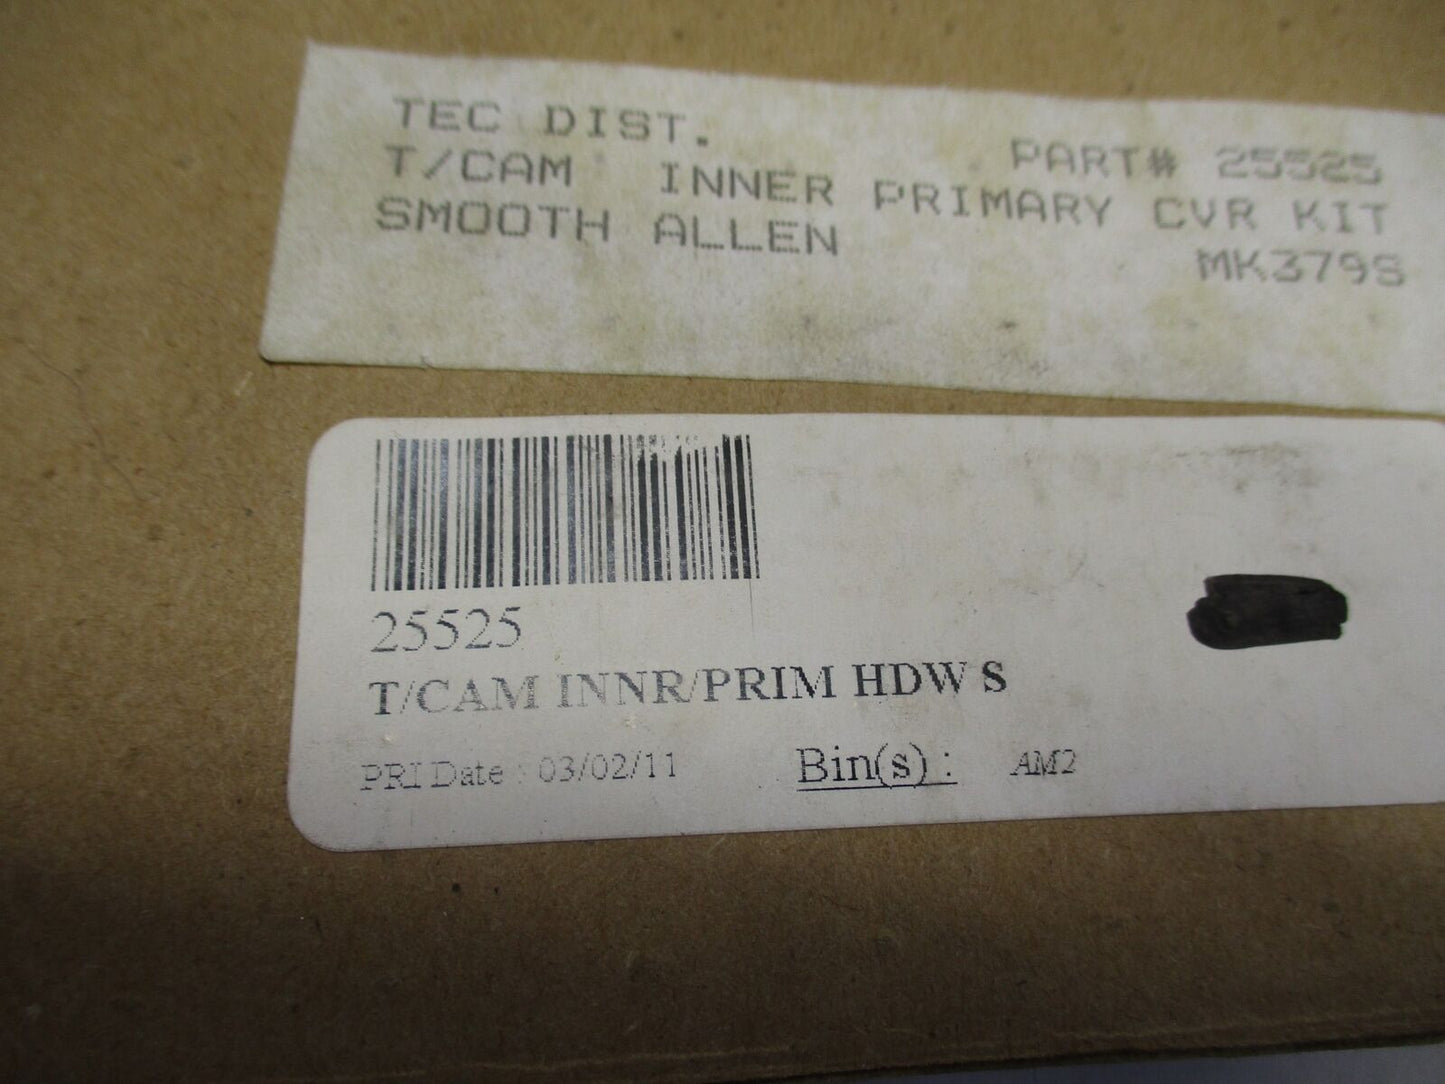 TEC DIST.
PART# 25525
T/CAM INNER PRIMARY CVR KIT
SMOOTH ALLEN
MK379S
25525
T/CAM INNR/PRIM HDW S
PRI Date : 03/02/11
Bin(s) : AM2